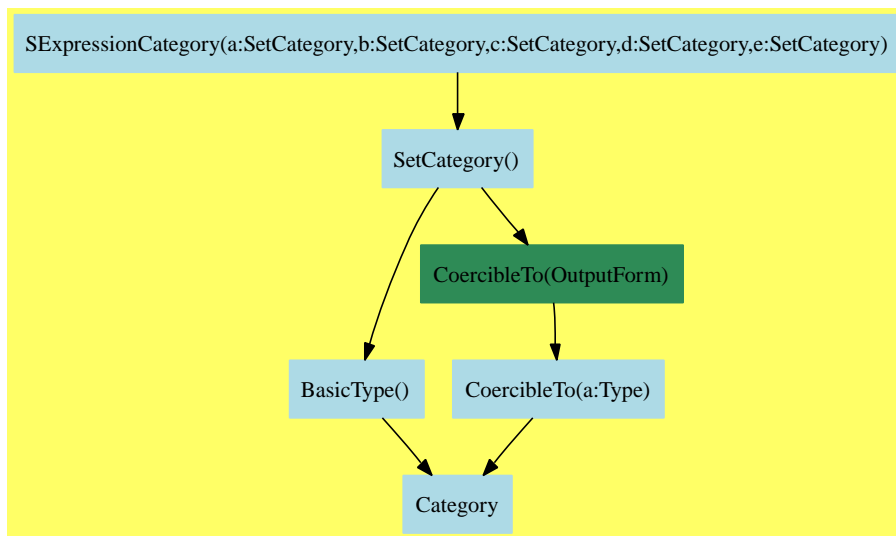 SExpressionCategory(a:SetCategory,b:SetCategory,c:SetCategory,d:SetCategory,e:SetCategory)
SetCategory()
CoercibleTo(OutputForm)
BasicType()
CoercibleTo(a:Type)
Category